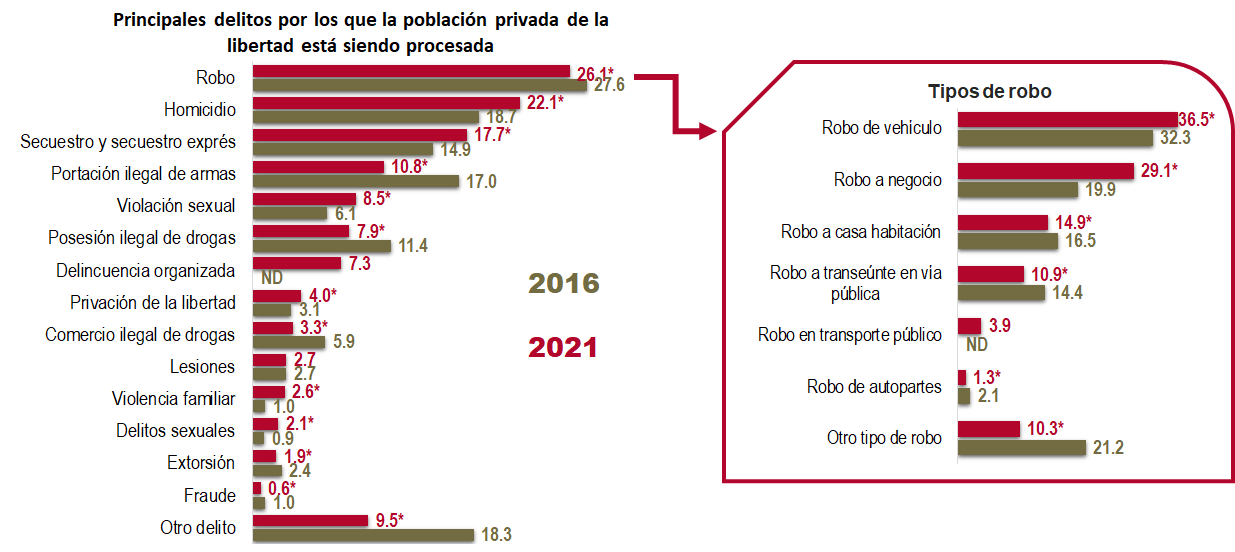 Principales delitos por los que la población privada de la
libertad está siendo procesada
Robo
26.1*
27.6
Homicidio
22.1*
18.7
Secuestro y secuestro exprés
17.7*
14.9
Portación ilegal de armas
10.8*
17.0
Violación sexual
8.5*
6.1
Posesión ilegal de drogas
7.9*
11.4
Delincuencia organizada
7.3
ND
Privación de la libertad
4.0*
3.1
Comercio ilegal de drogas
3.3*
5.9
Lesiones
2.7
2.7
Violencia familiar
2.6*
1.0
Delitos sexuales
2.1*
0.9
Extorsión
1.9*
2.4
Fraude
0.6*
1.0
Otro delito
9.5*
18.3
2016
2021
Tipos de robo
Robo de vehículo
36.5*
32.3
Robo a negocio
29.1*
19.9
Robo a casa habitación
14.9*
16.5
Robo a transeúnte en vía
pública
10.9*
14.4
Robo en transporte público
3.9
ND
Robo de autopartes
1.3*
2.1
Otro tipo de robo
10.3*
21.2